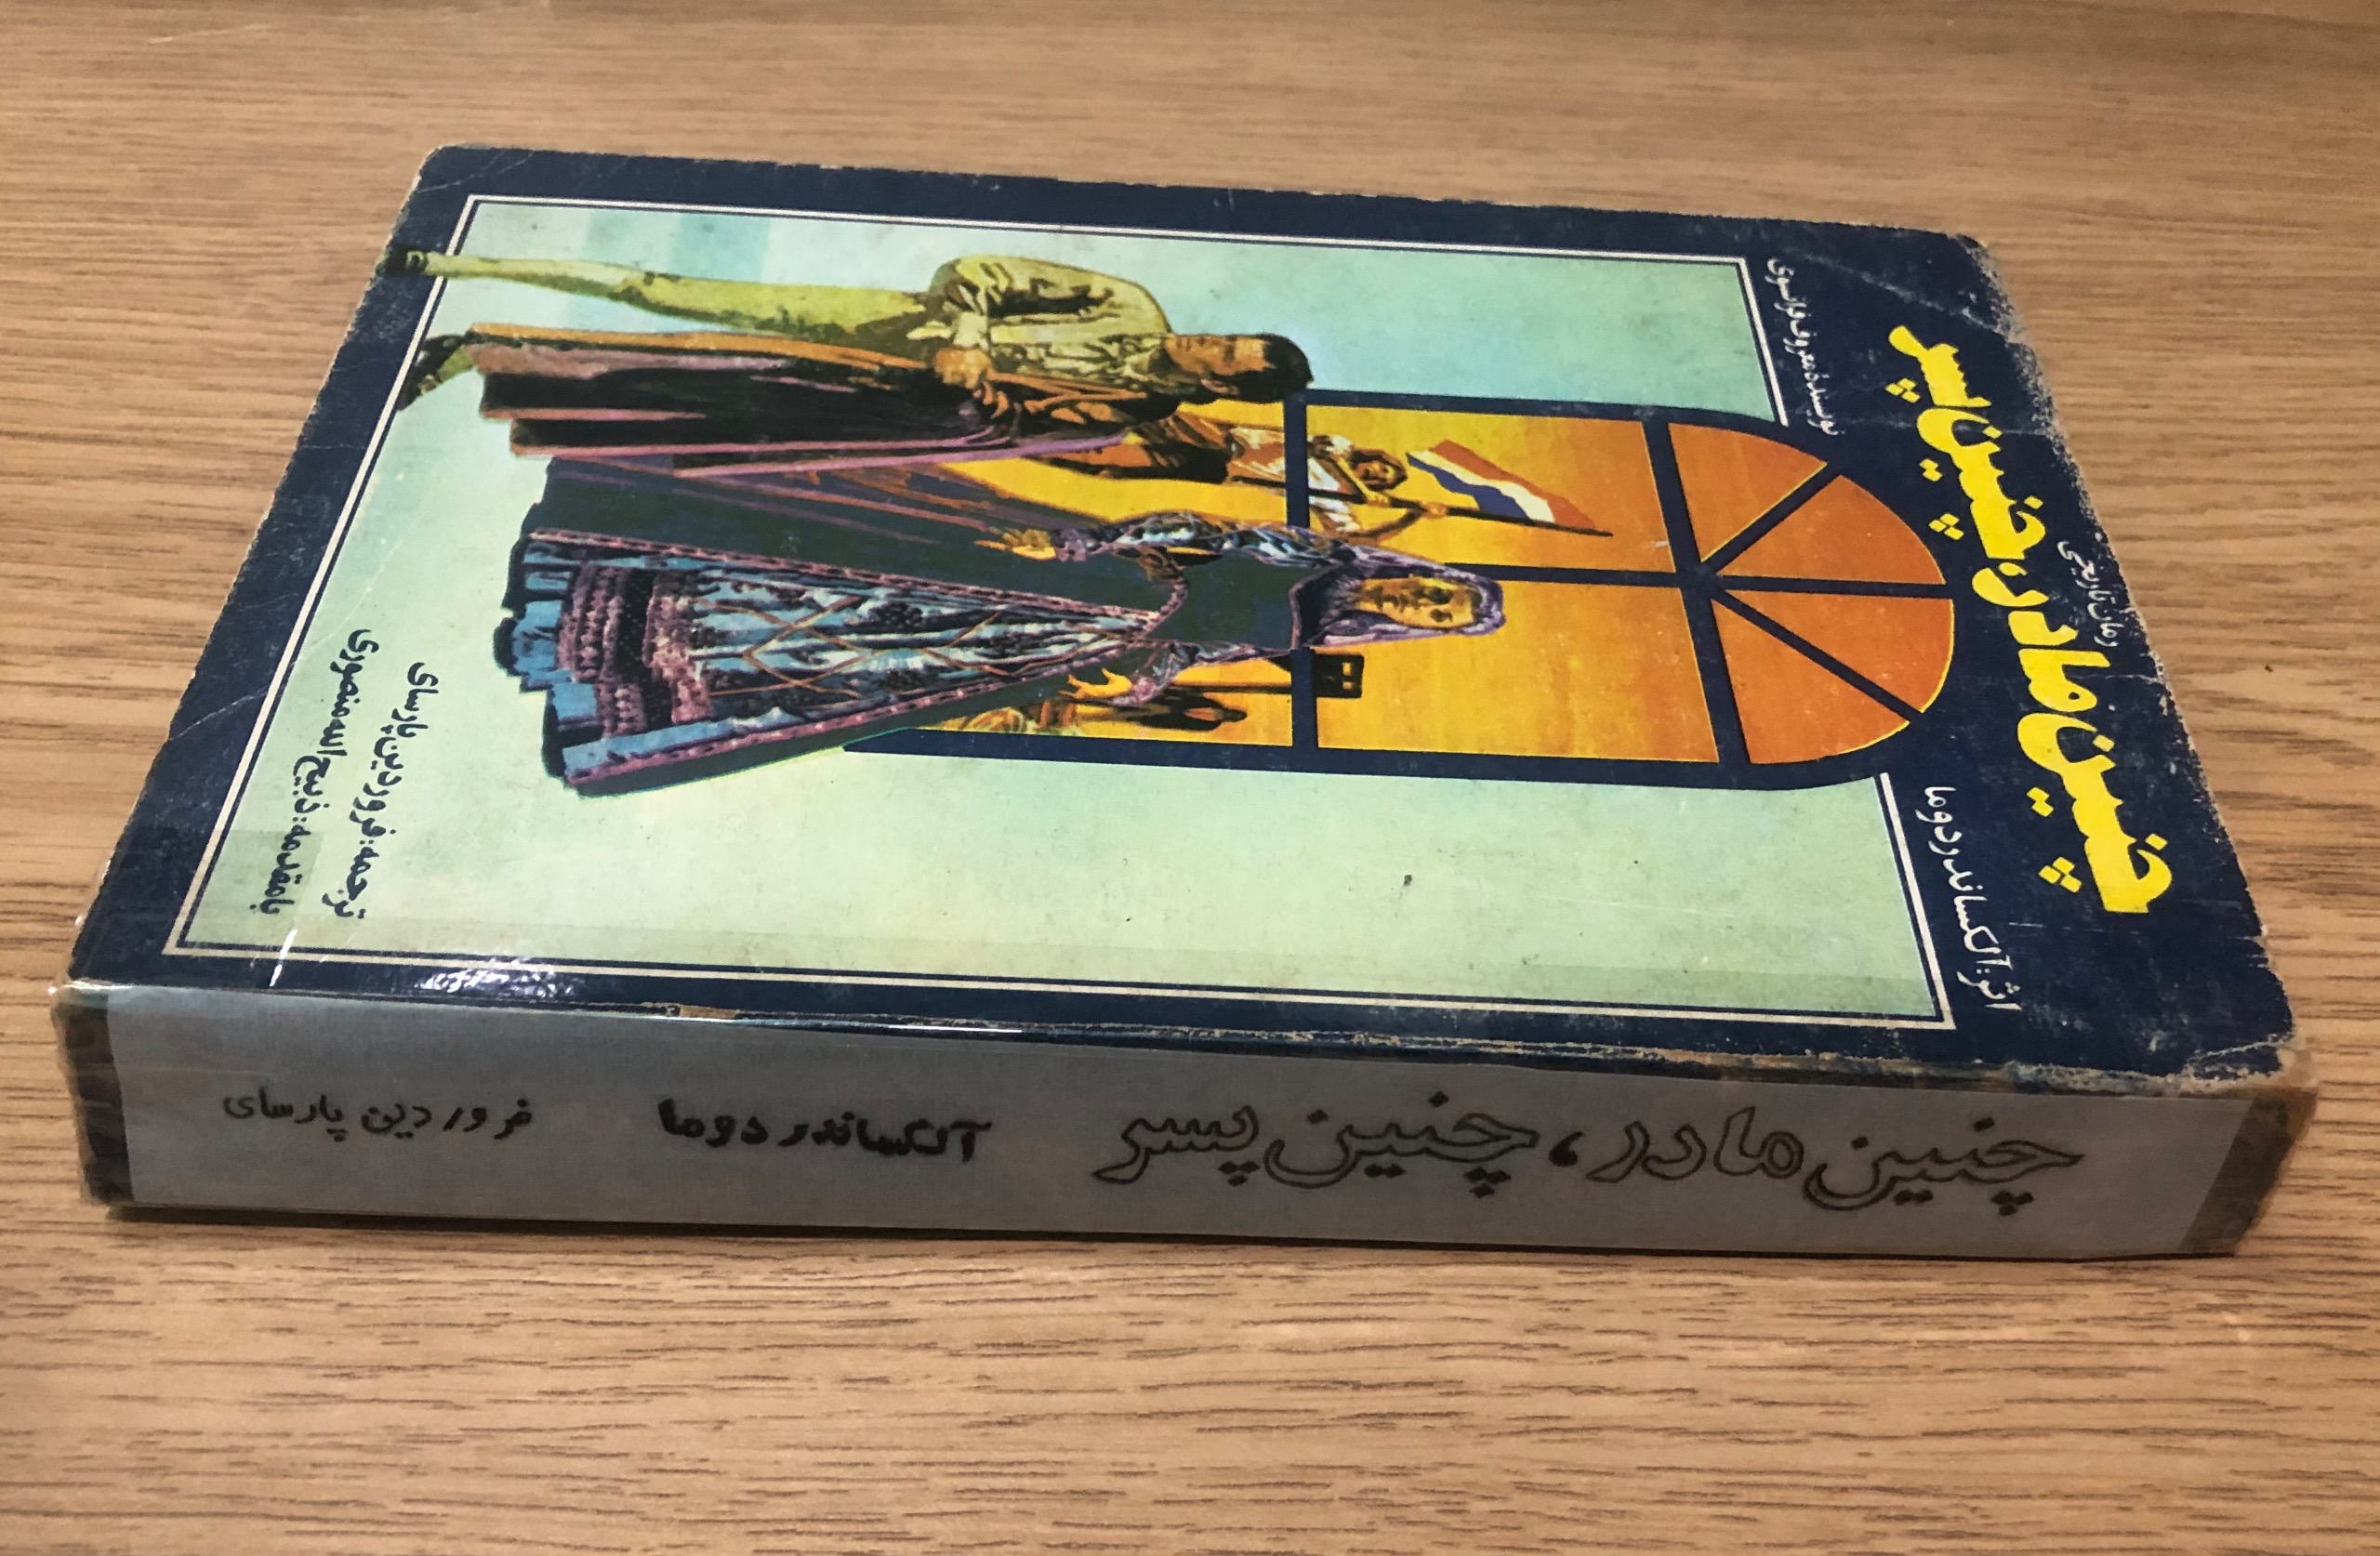 رمان تاریخی
چنین مادر، چنین پسر
اثر: آلکساندر دوما
نویسندهٔ معروف فرانسوی
ترجمه: فروردین پارسای
با مقدمه: ذبیح‌اله منصوری
چنین مادر، چنین پسر
آلکساندر دوما
فروردین پارسای